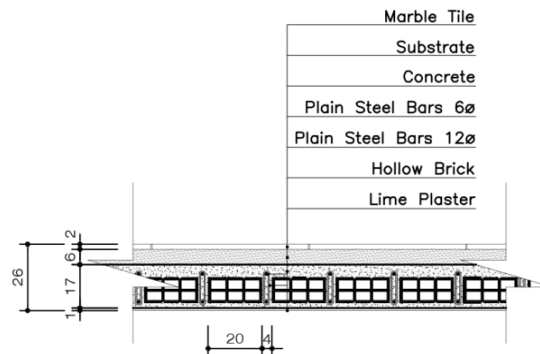 Marble Tile
Substrate
Concrete
Plain Steel Bars 6ø
Plain Steel Bars 12ø
Hollow Brick
Lime Plaster
2
6
26
17
1
20
4